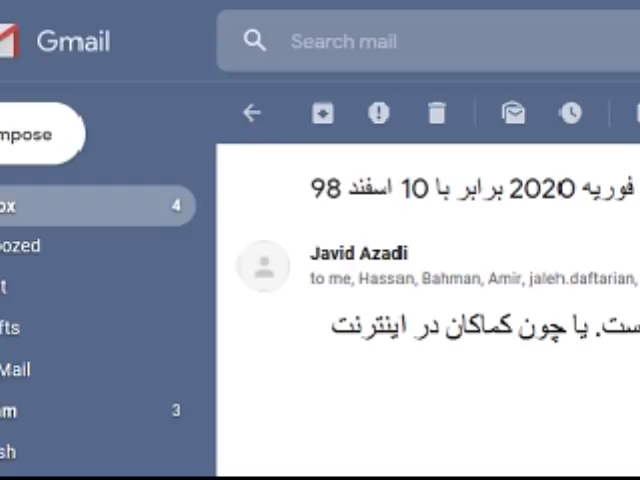 Gmail
Search mail
mpose
ox 4
oozed
t
fts
Mail
am 3
sh
فوریه 2020 برابر با 10 اسفند 98
Javid Azadi
to me, Hassan, Bahman, Amir, jaleh.daftarian,
ست. یا چون کماکان در اینترنت